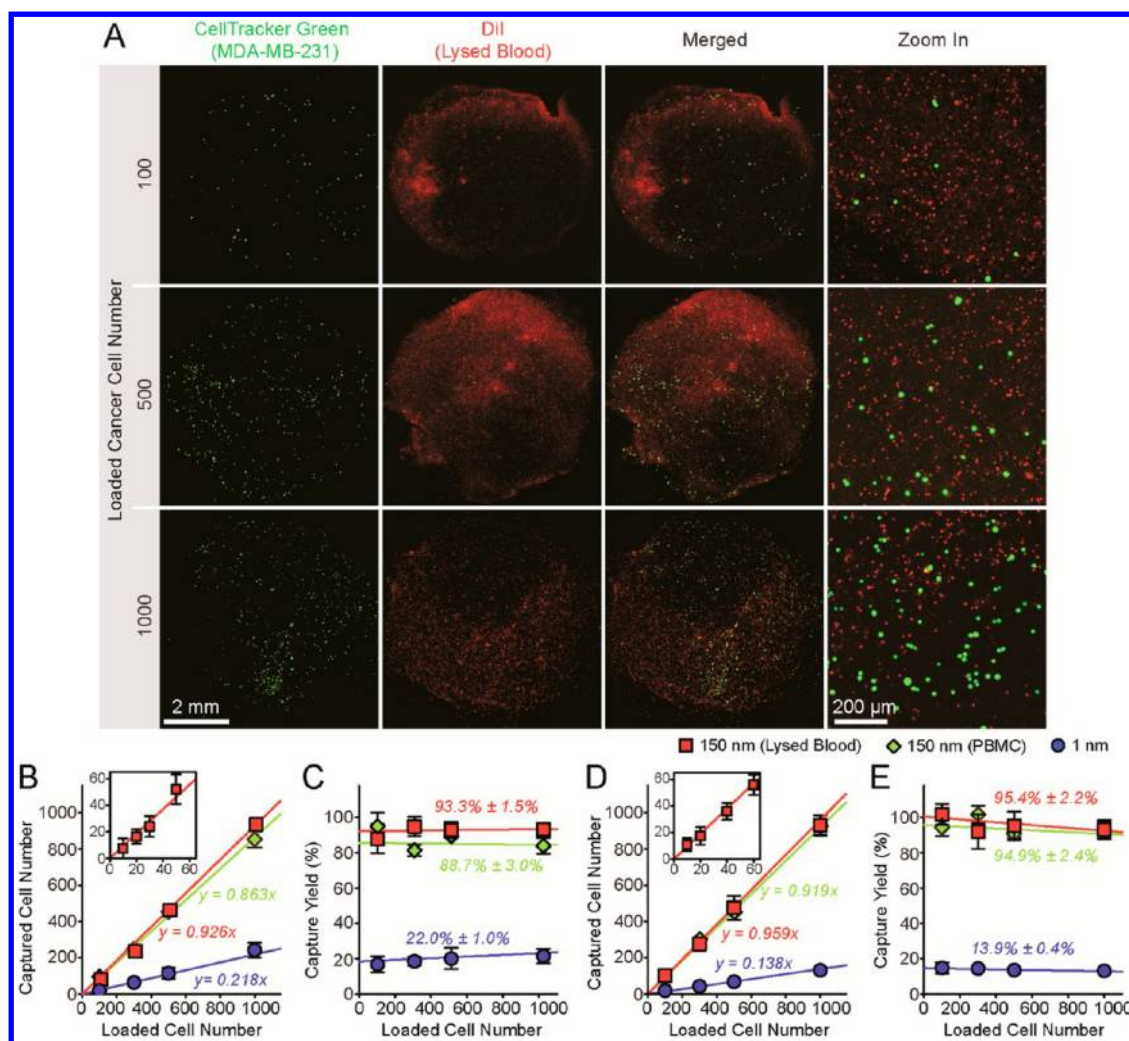 A
CellTracker Green
(MDA-MB-231)
DiI
(Lysed Blood)
Merged
Zoom In
Loaded Cancer Cell Number
100
500
1000
2 mm
200 µm
150 nm (Lysed Blood)
150 nm (PBMC)
1 nm
B
Captured Cell Number
1000
800
600
400
200
0
60
40
20
0
0 20 40 60
y = 0.863x
y = 0.926x
y= 0.218x
0 200 400 600 800 1000
Loaded Cell Number
C
Capture Yield (%)
100
80
60
40
20
0
93.3% ± 1.5%
88.7% ± 3.0%
22.0% ± 1.0%
0 200 400 600 800 1000
Loaded Cell Number
D
Captured Cell Number
1000
800
600
400
200
0
60
40
20
0
0 20 40 60
y = 0.919x
y = 0.959x
y = 0.138x
0 200 400 600 800 1000
Loaded Cell Number
E
Capture Yield (%)
100
80
60
40
20
0
95.4% ± 2.2%
94.9% ± 2.4%
13.9% ± 0.4%
0 200 400 600 800 1000
Loaded Cell Number